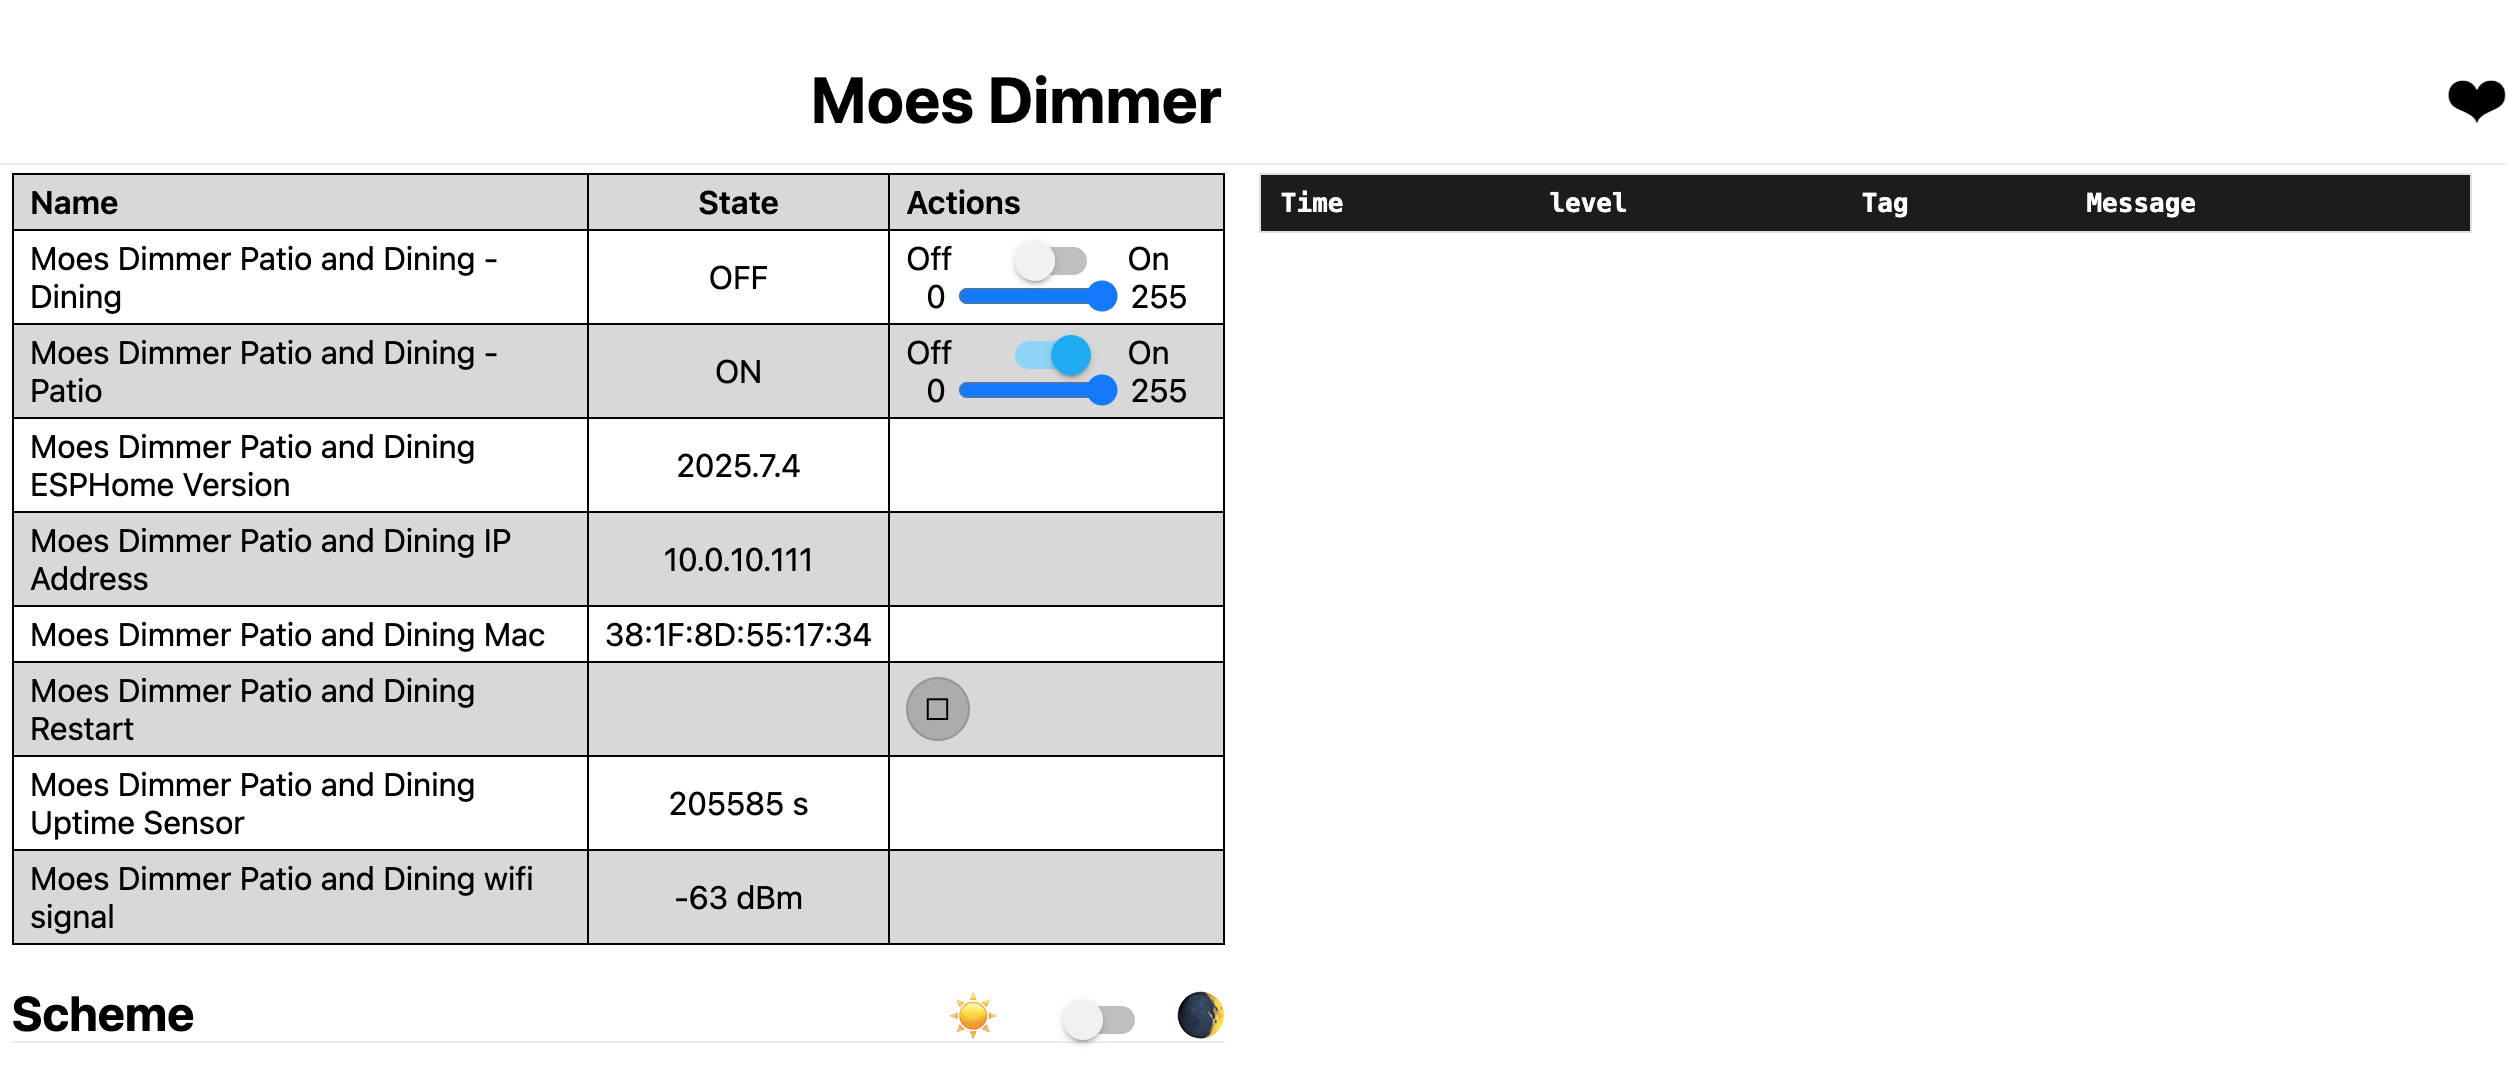 Moes Dimmer
Name State Actions
Moes Dimmer Patio and Dining -
Dining
OFF
Off On
0 255
Moes Dimmer Patio and Dining -
Patio
ON
Off On
0 255
Moes Dimmer Patio and Dining
ESPHome Version
2025.7.4
Moes Dimmer Patio and Dining IP
Address
10.0.10.111
Moes Dimmer Patio and Dining Mac
38:1F:8D:55:17:34
Moes Dimmer Patio and Dining
Restart
Moes Dimmer Patio and Dining
Uptime Sensor
205585 s
Moes Dimmer Patio and Dining wifi
signal
-63 dBm
Scheme
Time level Tag Message